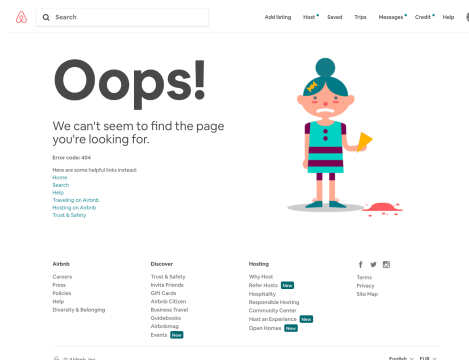 Search
Add listing Host Saved Trips Messages Credit Help
Oops!
We can't seem to find the page
you're looking for.
Error code: 404
Here are some helpful links instead:
Home
Search
Help
Traveling on Airbnb
Hosting on Airbnb
Trust & Safety
Airbnb
Careers
Press
Policies
Help
Diversity & Belonging
Discover
Trust & Safety
Invite Friends
Gift Cards
Airbnb Citizen
Business Travel
Guidebooks
Airbnbmag
Events New
Hosting
Why Host
Refer Hosts New
Hospitality
Responsible Hosting
Community Center
Host an Experience New
Open Homes New
Terms
Privacy
Site Map
© Airbnb, Inc.
English EUR